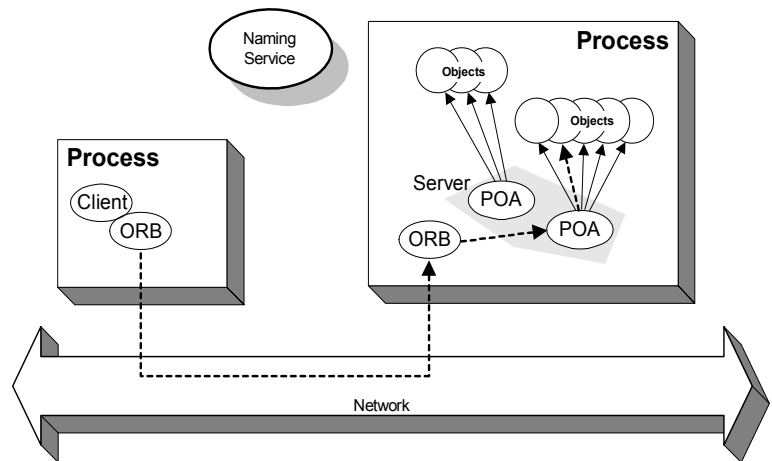 Naming
Service
Process
Objects
Objects
Process
Client
ORB
Server
POA
POA
ORB
Network